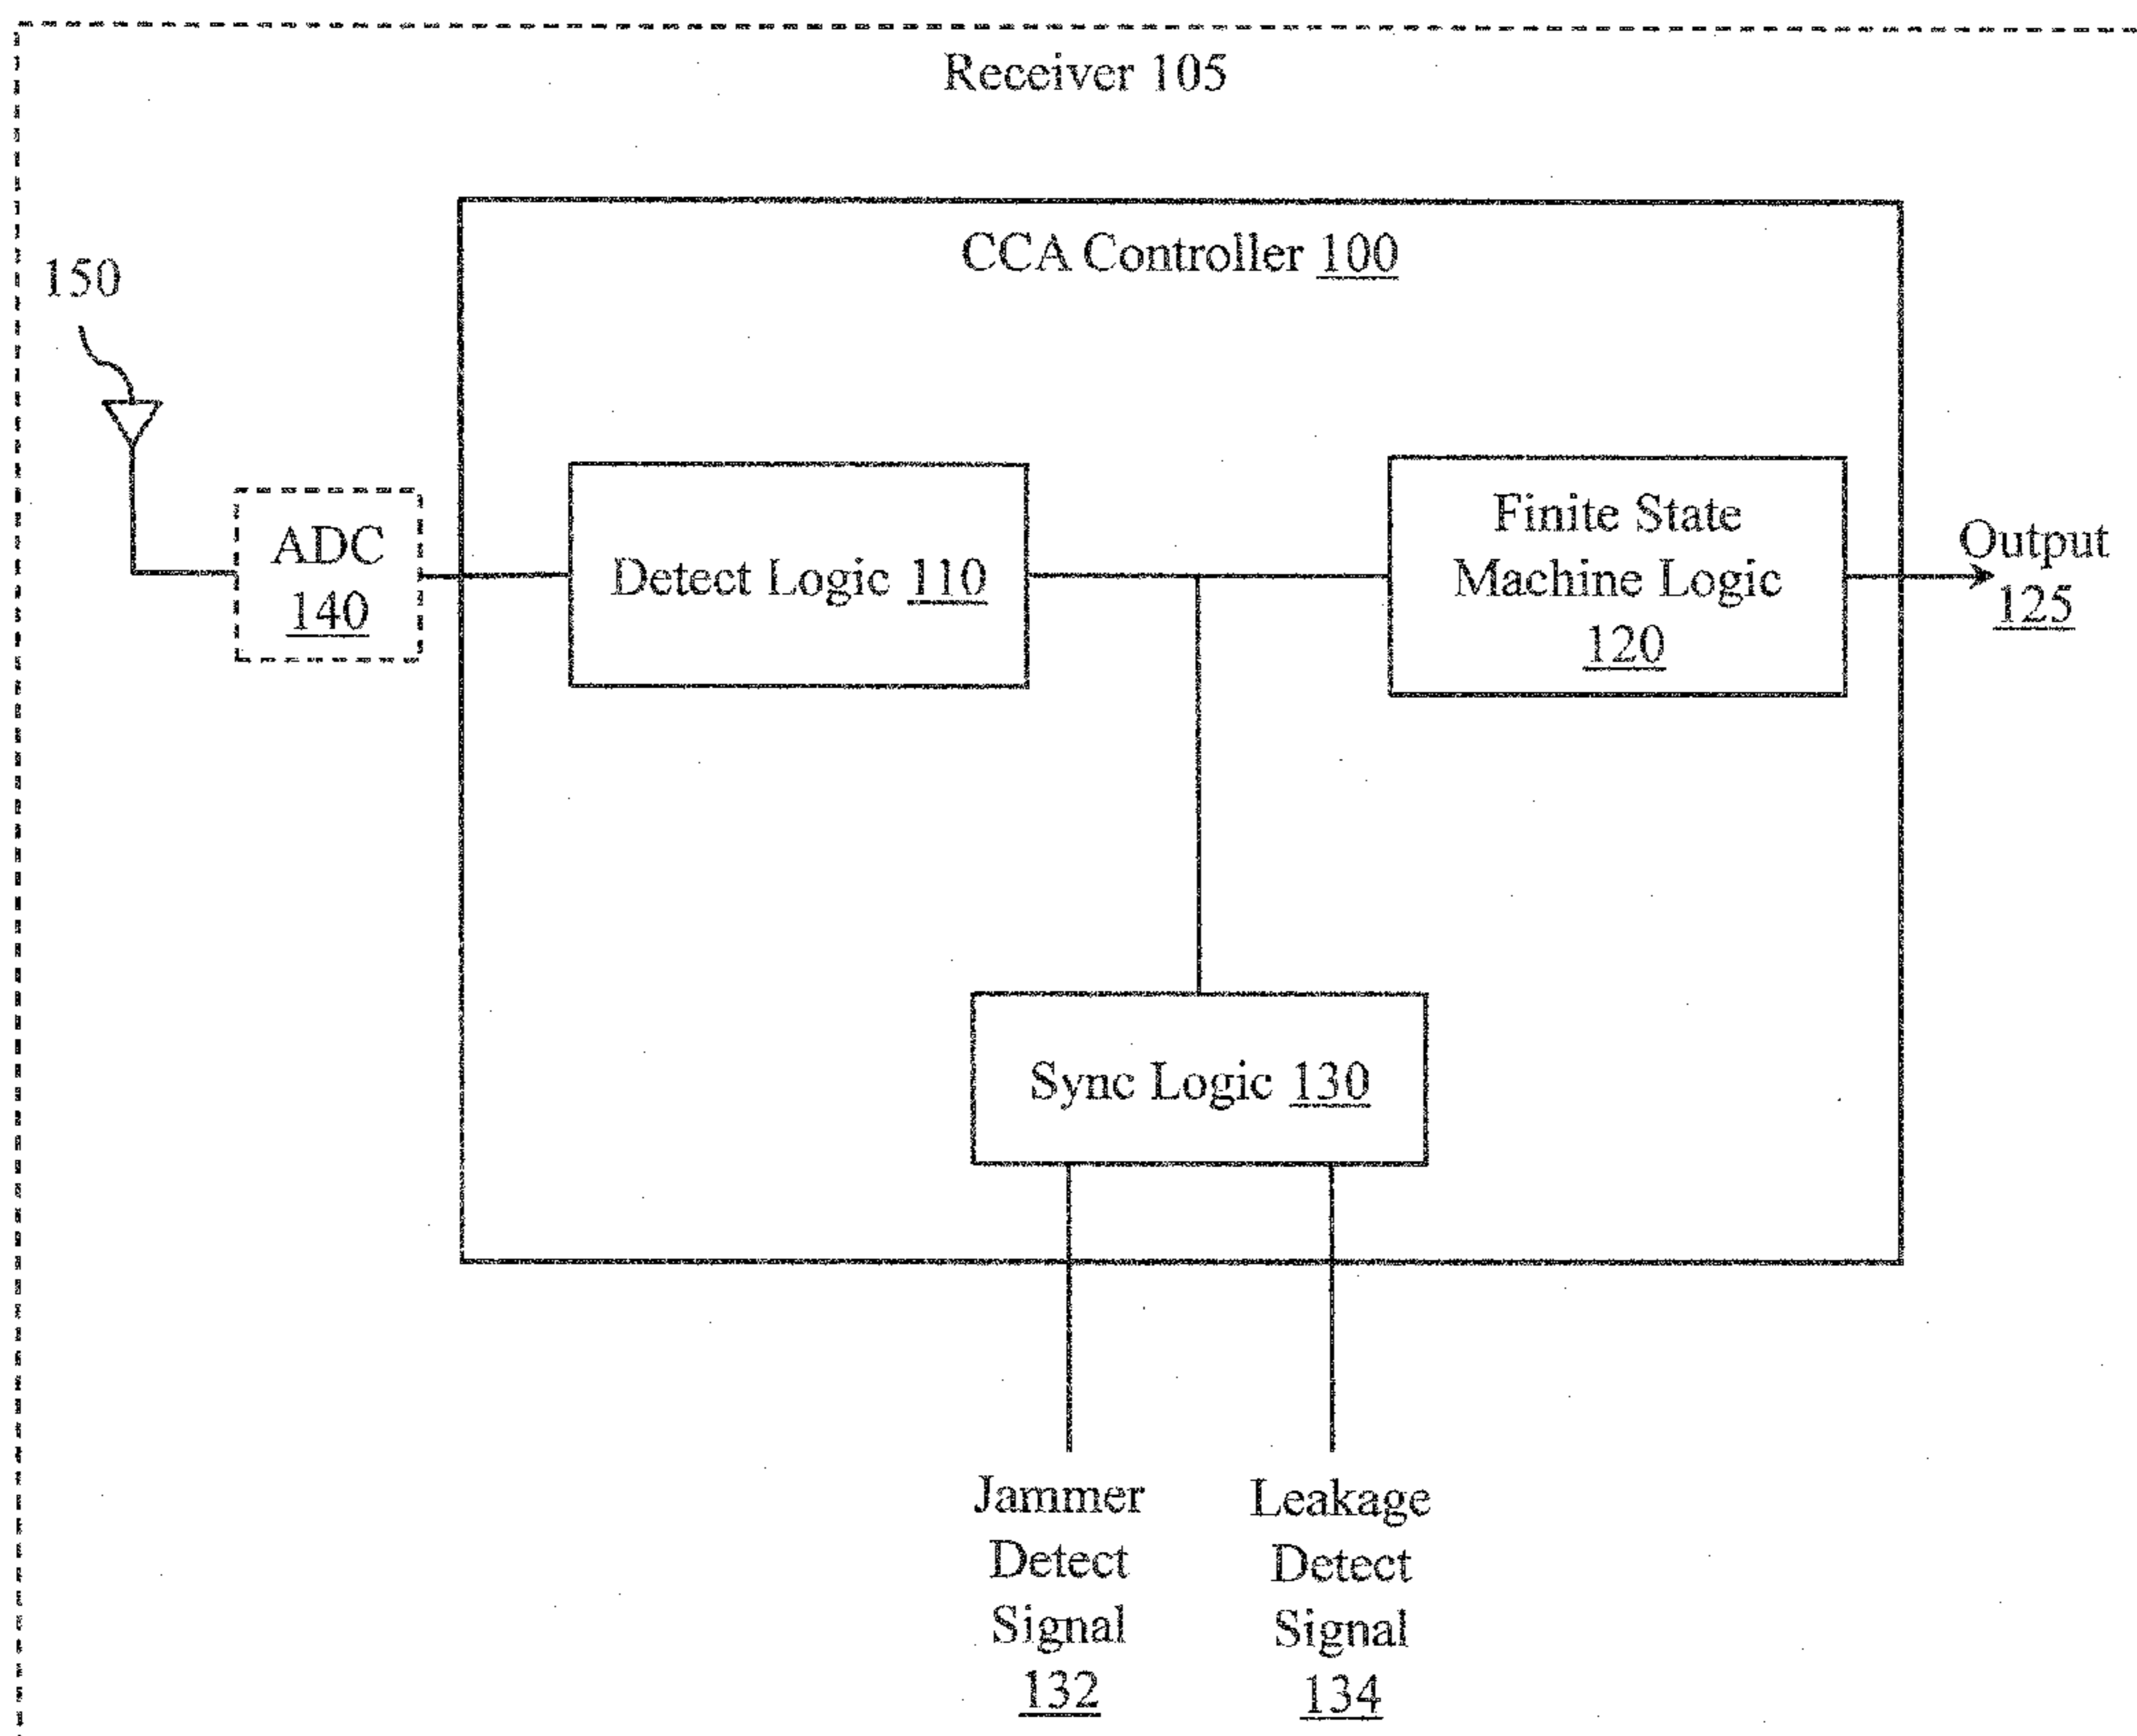 Receiver 105
CCA Controller 100
150
ADC
140
Detect Logic 110
Finite State
Machine Logic
120
Output
125
Sync Logic 130
Jammer
Detect
Signal
132
Leakage
Detect
Signal
134